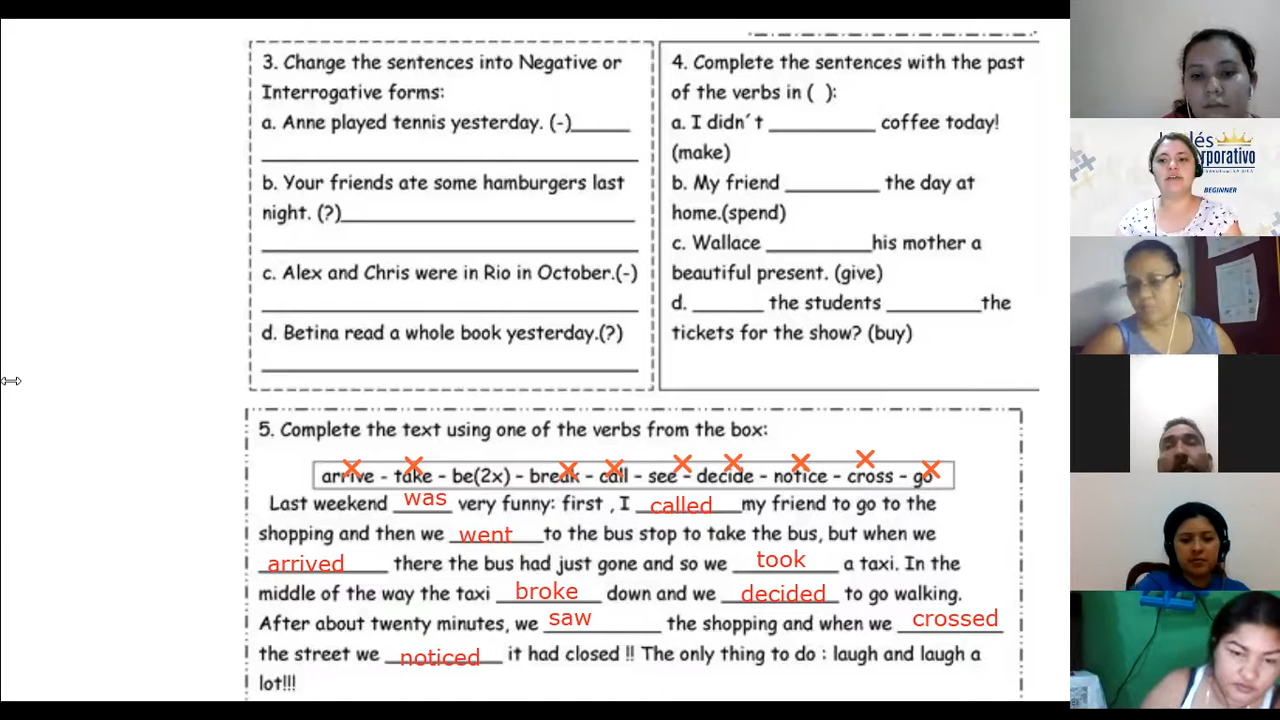 3. Change the sentences into Negative or
Interrogative forms:
a. Anne played tennis yesterday. (-)______
b. Your friends ate some hamburgers last
night. (?)______
c. Alex and Chris were in Rio in October.(-)
d. Betina read a whole book yesterday.(?)
4. Complete the sentences with the past
of the verbs in ( ):
a. I didn´t __________ coffee today!
(make)
b. My friend _________ the day at
home.(spend)
c. Wallace __________his mother a
beautiful present. (give)
d. _______ the students _________the
tickets for the show? (buy)
5. Complete the text using one of the verbs from the box:
arrive - take - be(2x) - break - call - see - decide - notice - cross - go
Last weekend was very funny: first , I called my friend to go to the
shopping and then we went to the bus stop to take the bus, but when we
arrived there the bus had just gone and so we took a taxi. In the
middle of the way the taxi broke down and we decided to go walking.
After about twenty minutes, we saw the shopping and when we crossed
the street we noticed it had closed !! The only thing to do : laugh and laugh a
lot!!!
BEGINNER